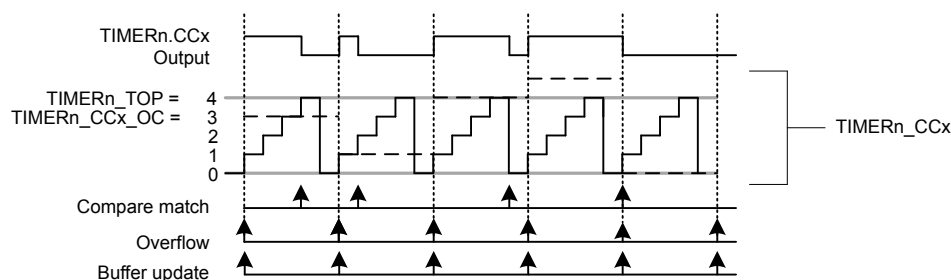 TIMERn.CCx
Output
TIMERn_TOP = 4
TIMERn_CCx_OC = 3
2
1
0
TIMERn_CCx
Compare match
Overflow
Buffer update